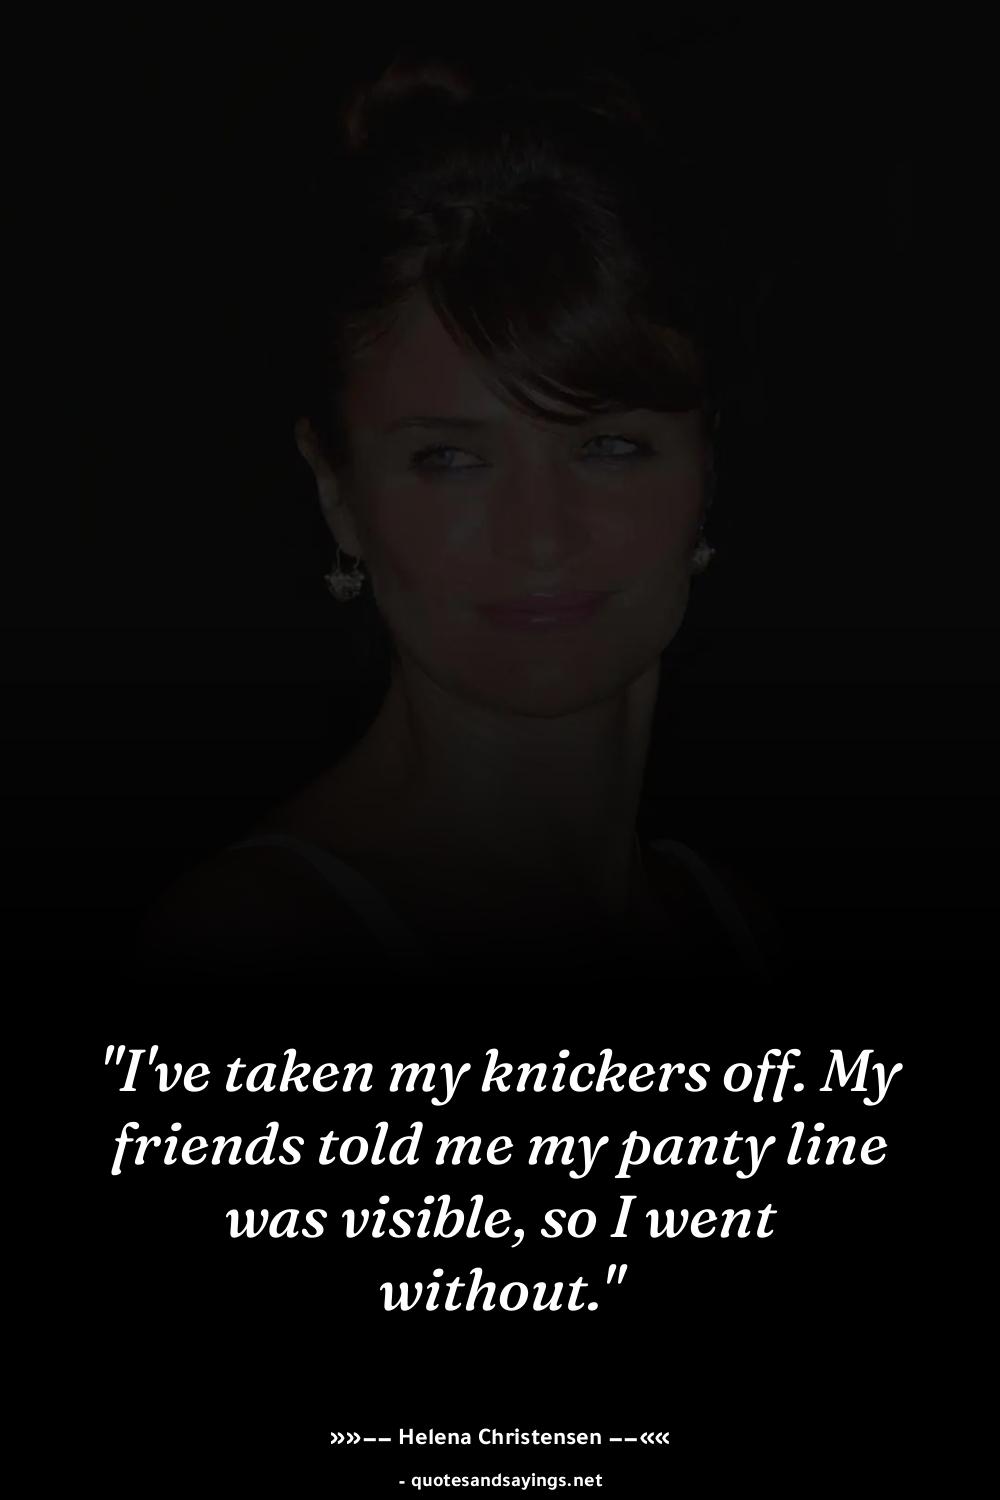 "I've taken my knickers off. My
friends told me my panty line
was visible, so I went
without."
»»−− Helena Christensen −−««
- quotesandsayings.net